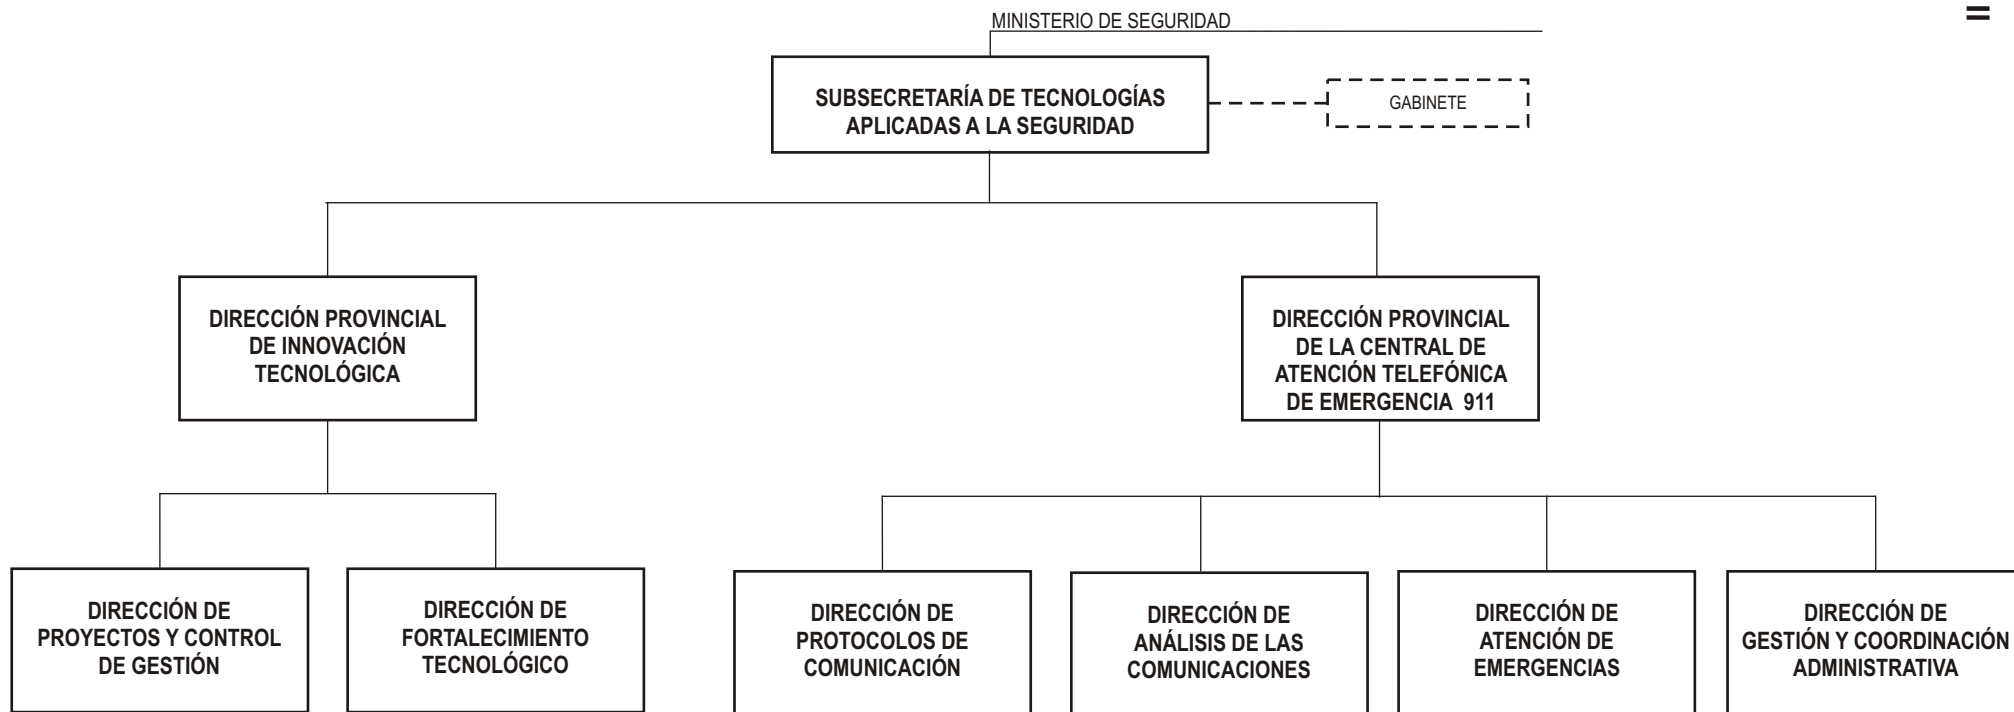 MINISTERIO DE SEGURIDAD
SUBSECRETARÍA DE TECNOLOGÍAS
APLICADAS A LA SEGURIDAD
GABINETE
DIRECCIÓN PROVINCIAL
DE INNOVACIÓN
TECNOLÓGICA
DIRECCIÓN PROVINCIAL
DE LA CENTRAL DE
ATENCIÓN TELEFÓNICA
DE EMERGENCIA 911
DIRECCIÓN DE
PROYECTOS Y CONTROL
DE GESTIÓN
DIRECCIÓN DE
FORTALECIMIENTO
TECNOLÓGICO
DIRECCIÓN DE
PROTOCOLOS DE
COMUNICACIÓN
DIRECCIÓN DE
ANÁLISIS DE LAS
COMUNICACIONES
DIRECCIÓN DE
ATENCIÓN DE
EMERGENCIAS
DIRECCIÓN DE
GESTIÓN Y COORDINACIÓN
ADMINISTRATIVA